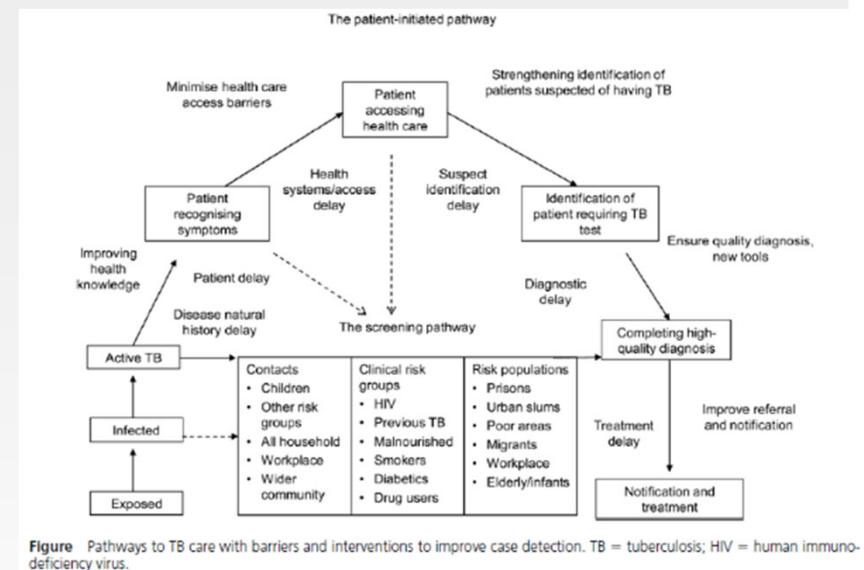 The patient-initiated pathway
Minimise health care
access barriers
Patient
accessing
health care
Strengthening identification of
patients suspected of having TB
Patient
recognising
symptoms
Health
systems/access
delay
Suspect
identification
delay
Identification of
patient requiring TB
test
Improving
health
knowledge
Patient delay
Ensure quality diagnosis,
new tools
Diagnostic
delay
Disease natural
history delay
The screening pathway
Completing high-
quality diagnosis
Active TB
Infected
Exposed
Contacts
• Children
• Other risk
groups
• All household
• Workplace
• Wider
community
Clinical risk
groups
• HIV
• Previous TB
• Malnourished
• Smokers
• Diabetics
• Drug users
Risk populations
• Prisons
• Urban slums
• Poor areas
• Migrants
• Workplace
• Elderly/infants
Treatment
delay
Improve referral
and notification
Notification and
treatment
Figure Pathways to TB care with barriers and interventions to improve case detection. TB = tuberculosis; HIV = human immuno-
deficiency virus.